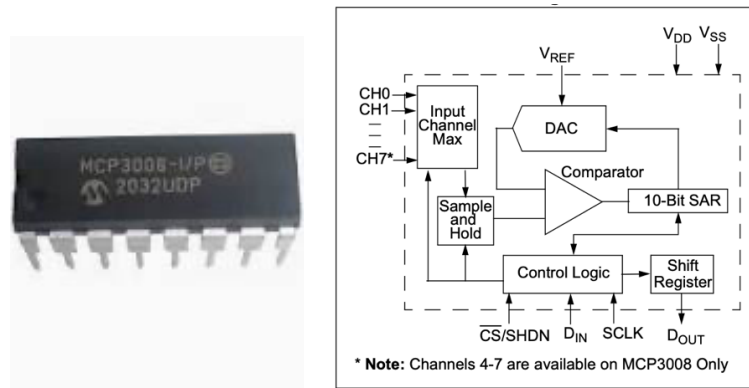 MCP3008-I/P
2032UDP
VDD VSS
VREF
CH0
CH1
CH7*
Input
Channel
Max
DAC
Comparator
Sample
and
Hold
10-Bit SAR
Control Logic
Shift
Register
CS/SHDN DIN SCLK DOUT
* Note: Channels 4-7 are available on MCP3008 Only